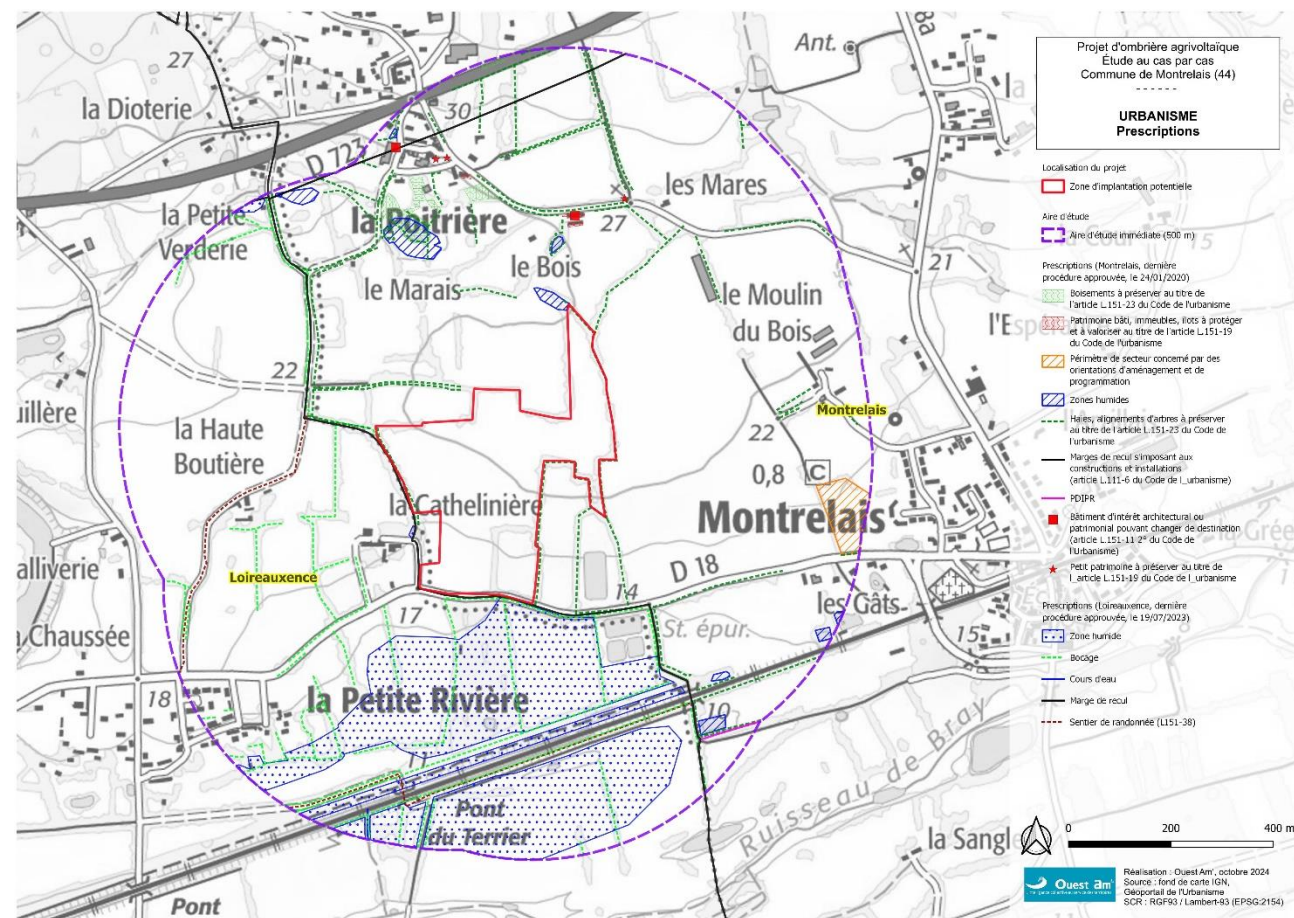 27
Ant.
8a
la Dioterie
30
D 723
la Petite
Verderie
la Poitrière
les Mares
27
le Bois
21
le Marais
le Moulin
du Bois
22
la Haute
Boutière
Montrelais
22
0,8
C
la Cathelinière
Montrelais
Loireauxence
D 18
14
17
les Gâts
St. épur.
15
18
la Petite Rivière
10
11
Pont
du Terrier
Ruisseau de Bray
la Sangl
Pont
uillère
alliverie
a Chaussée
Projet d'ombrière agrivoltaïque
Étude au cas par cas
Commune de Montrelais (44)
------
URBANISME
Prescriptions
Localisation du projet
Zone d'implantation potentielle
Aire d'étude
Aire d'étude immédiate (500 m)
15
Prescriptions (Montrelais, dernière
procédure approuvée, le 24/01/2020)
Boisements à préserver au titre de
l'article L.151-23 du Code de l'urbanisme
Patrimoine bâti, immeubles, ilots à protéger
et à valoriser au titre de l'article L.151-19
du Code de l'urbanisme
Périmètre de secteur concerné par des
orientations d'aménagement et de
programmation
Zones humides
Haies, alignements d'arbres à préserver
au titre de l'article L.151-23 du Code de
l'urbanisme
Marges de recul s'imposant aux
constructions et installations
(article L.111-6 du Code de l_urbanisme)
PDIPR
Bâtiment d'intérêt architectural ou
patrimonial pouvant changer de destination
(article L.151-11 2° du Code de
l'Urbanisme)
Petit patrimoine à préserver au titre de
l_article L.151-19 du Code de l_urbanisme
Prescriptions (Loireauxence, dernière
procédure approuvée, le 19/07/2023)
Zone humide
Bocage
Cours d'eau
Marge de recul
Sentier de randonnée (L151-38)
0 200 400 m
Ouest Am'
Réalisation : Ouest Am', octobre 2024
Source : fond de carte IGN,
Géoportail de l'Urbanisme
SCR : RGF93 / Lambert-93 (EPSG:2154)